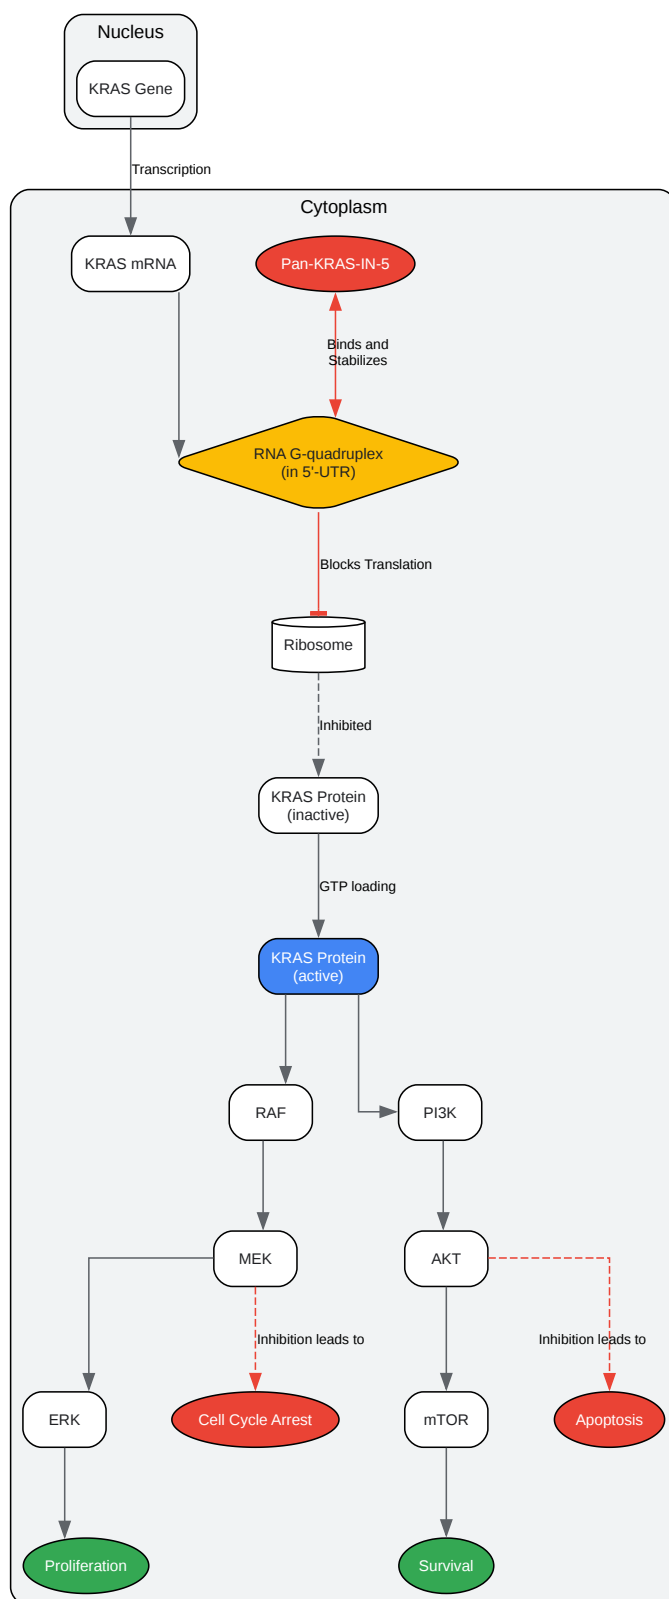 Nucleus
KRAS Gene
Transcription
Cytoplasm
KRAS mRNA
Pan-KRAS-IN-5
Binds and
Stabilizes
RNA G-quadruplex
(in 5'-UTR)
Blocks Translation
Ribosome
Inhibited
KRAS Protein
(inactive)
GTP loading
KRAS Protein
(active)
RAF
PI3K
MEK
AKT
Inhibition leads to
Inhibition leads to
ERK
Cell Cycle Arrest
mTOR
Apoptosis
Proliferation
Survival